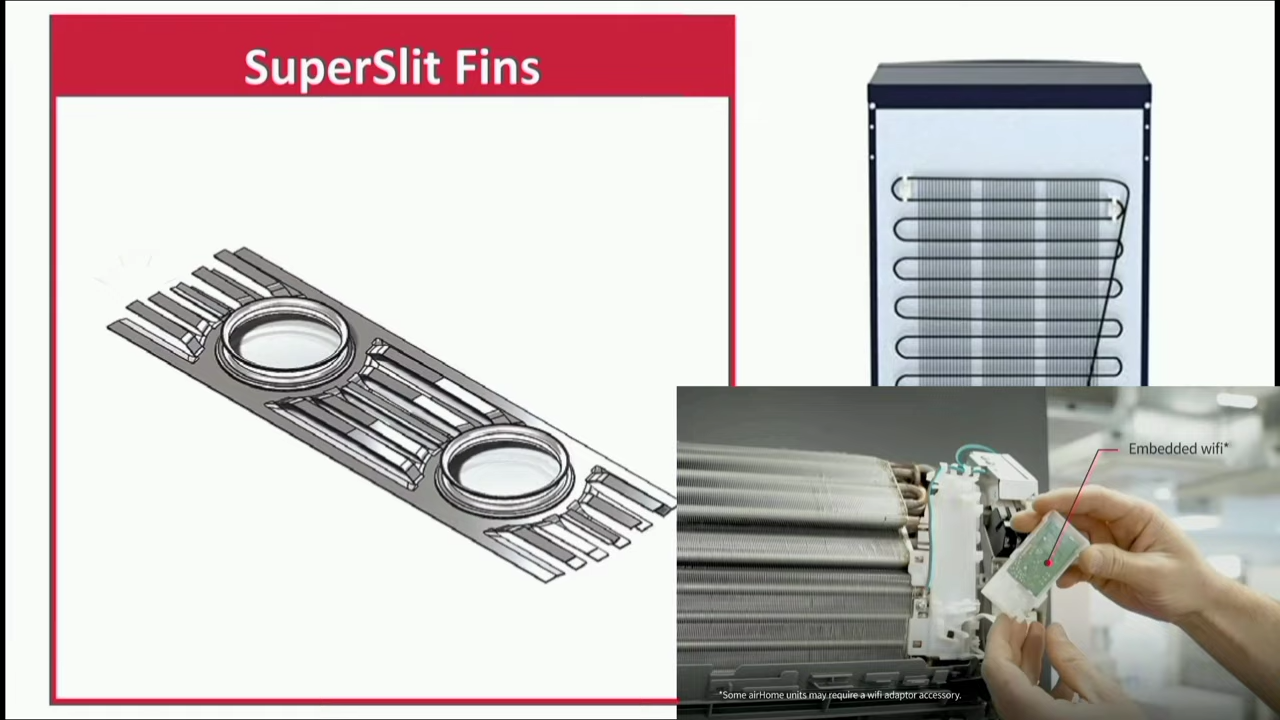 SuperSlit Fins
Embedded wifi*
*Some airHome units may require a wifi adaptor accessory.